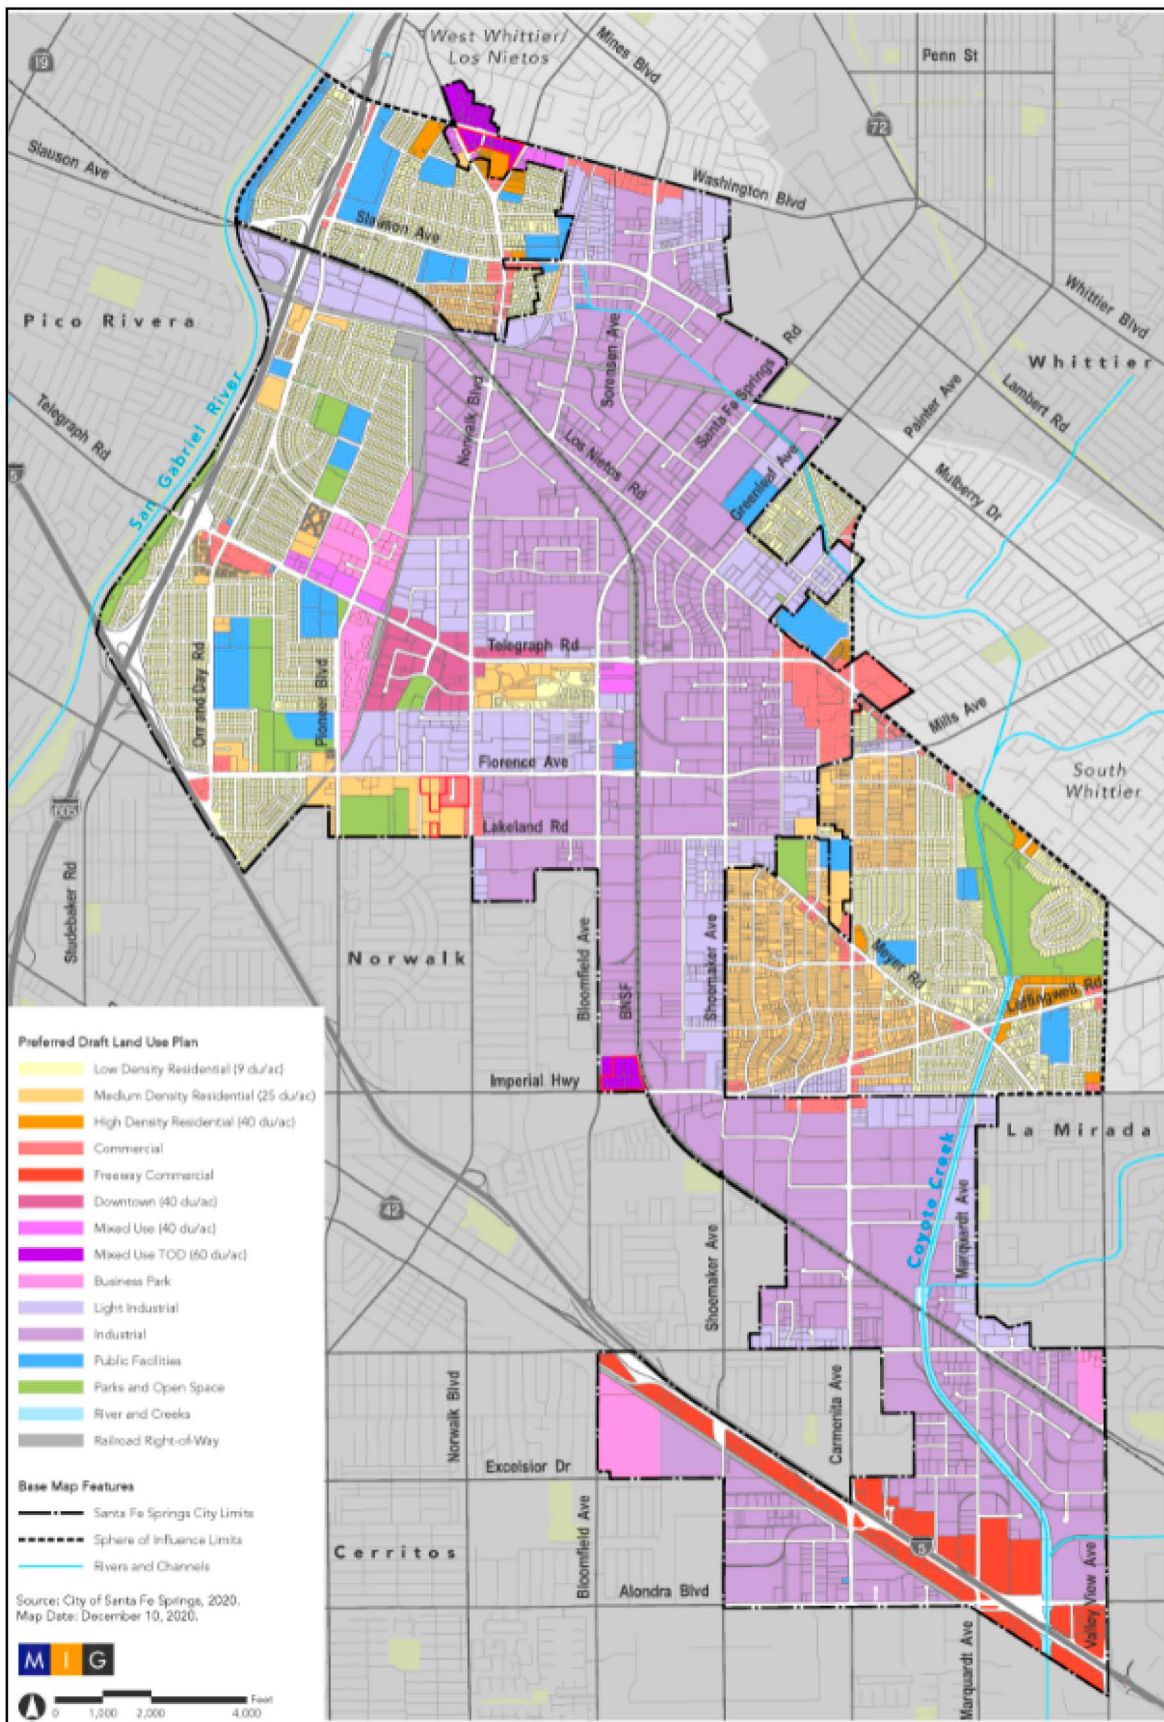 West Whittier/
Los Nietos
Mines Blvd
Penn St
19
72
Slauson Ave
Washington Blvd
Slauson Ave
Whittier Blvd
Pico Rivera
Whittier
Sorensen Ave
Santa Fe Springs Rd
Painter Ave
Lambert Rd
Telegraph Rd
San Gabriel River
Norwalk Blvd
Los Nietos Rd
Greenleaf Ave
Mulberry Dr
Telegraph Rd
Orr and Day Rd
Pioneer Blvd
Mills Ave
Florence Ave
South
Whittier
605
Lakeland Rd
Studebaker Rd
Norwalk
Bloomfield Ave
BNSF
Shoemaker Ave
Meyer Rd
Leffingwell Rd
Imperial Hwy
La Mirada
Coyote Creek
Marquardt Ave
42
Shoemaker Ave
Norwalk Blvd
Carmenita Ave
Excelsior Dr
Cerritos
Bloomfield Ave
Alondra Blvd
5
Valley View Ave
Marquardt Ave
Preferred Draft Land Use Plan
Low Density Residential (9 du/ac)
Medium Density Residential (25 du/ac)
High Density Residential (40 du/ac)
Commercial
Freeway Commercial
Downtown (40 du/ac)
Mixed Use (40 du/ac)
Mixed Use TOD (60 du/ac)
Business Park
Light Industrial
Industrial
Public Facilities
Parks and Open Space
River and Creeks
Railroad Right-of-Way
Base Map Features
Santa Fe Springs City Limits
Sphere of Influence Limits
Rivers and Channels
Source: City of Santa Fe Springs, 2020.
Map Date: December 10, 2020.
M I G
Feet
0 1,000 2,000 4,000